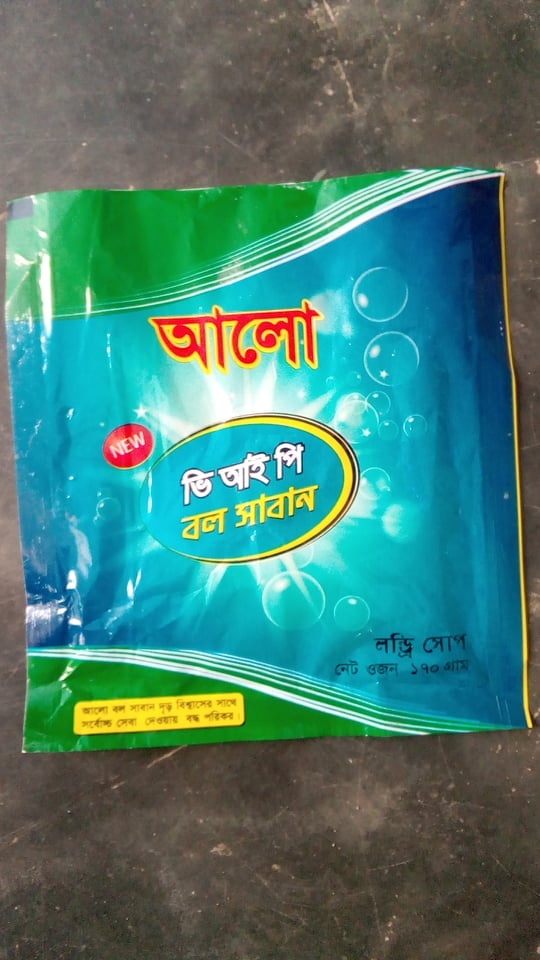 আলো
NEW
ভি আই পি
বল সাবান
লন্ড্রি সোপ
নেট ওজন ১৭০ গ্রাম
আলো বল সাবান দৃড় বিশ্বাসের সাথে
সর্বোচ্চ সেবা দেওয়ায় বদ্ধ পরিকর।